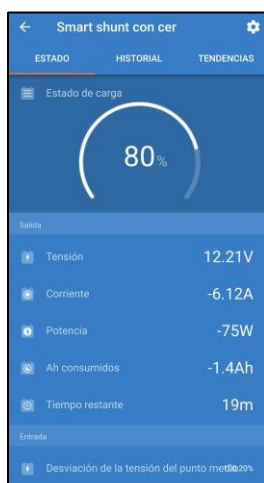 Smart shunt con cer
ESTADO HISTORIAL TENDENCIAS
Estado de carga
80%
Salida
Tensión 12.21V
Corriente -6.12A
Potencia -75W
Ah consumidos -1.4Ah
Tiempo restante 19m
Entrada
Desviación de la tensión del punto medio